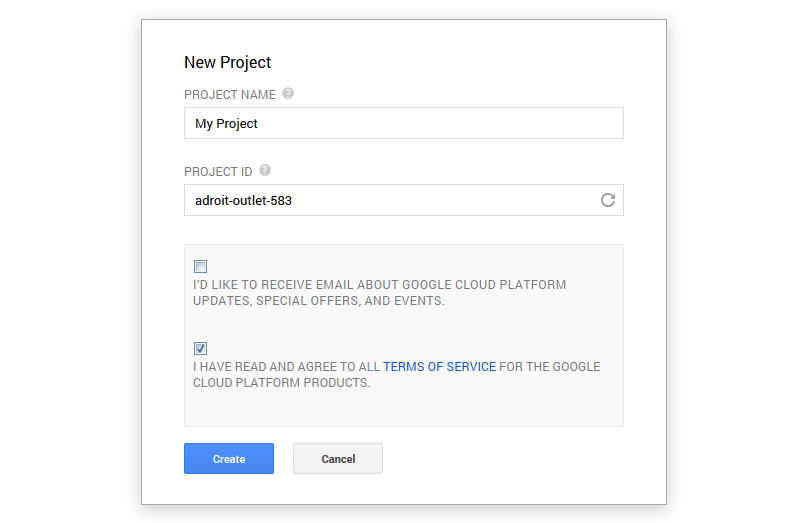 New Project
PROJECT NAME ?
My Project
PROJECT ID ?
adroit-outlet-583
I'D LIKE TO RECEIVE EMAIL ABOUT GOOGLE CLOUD PLATFORM
UPDATES, SPECIAL OFFERS, AND EVENTS.
I HAVE READ AND AGREE TO ALL TERMS OF SERVICE FOR THE GOOGLE
CLOUD PLATFORM PRODUCTS.
Create Cancel